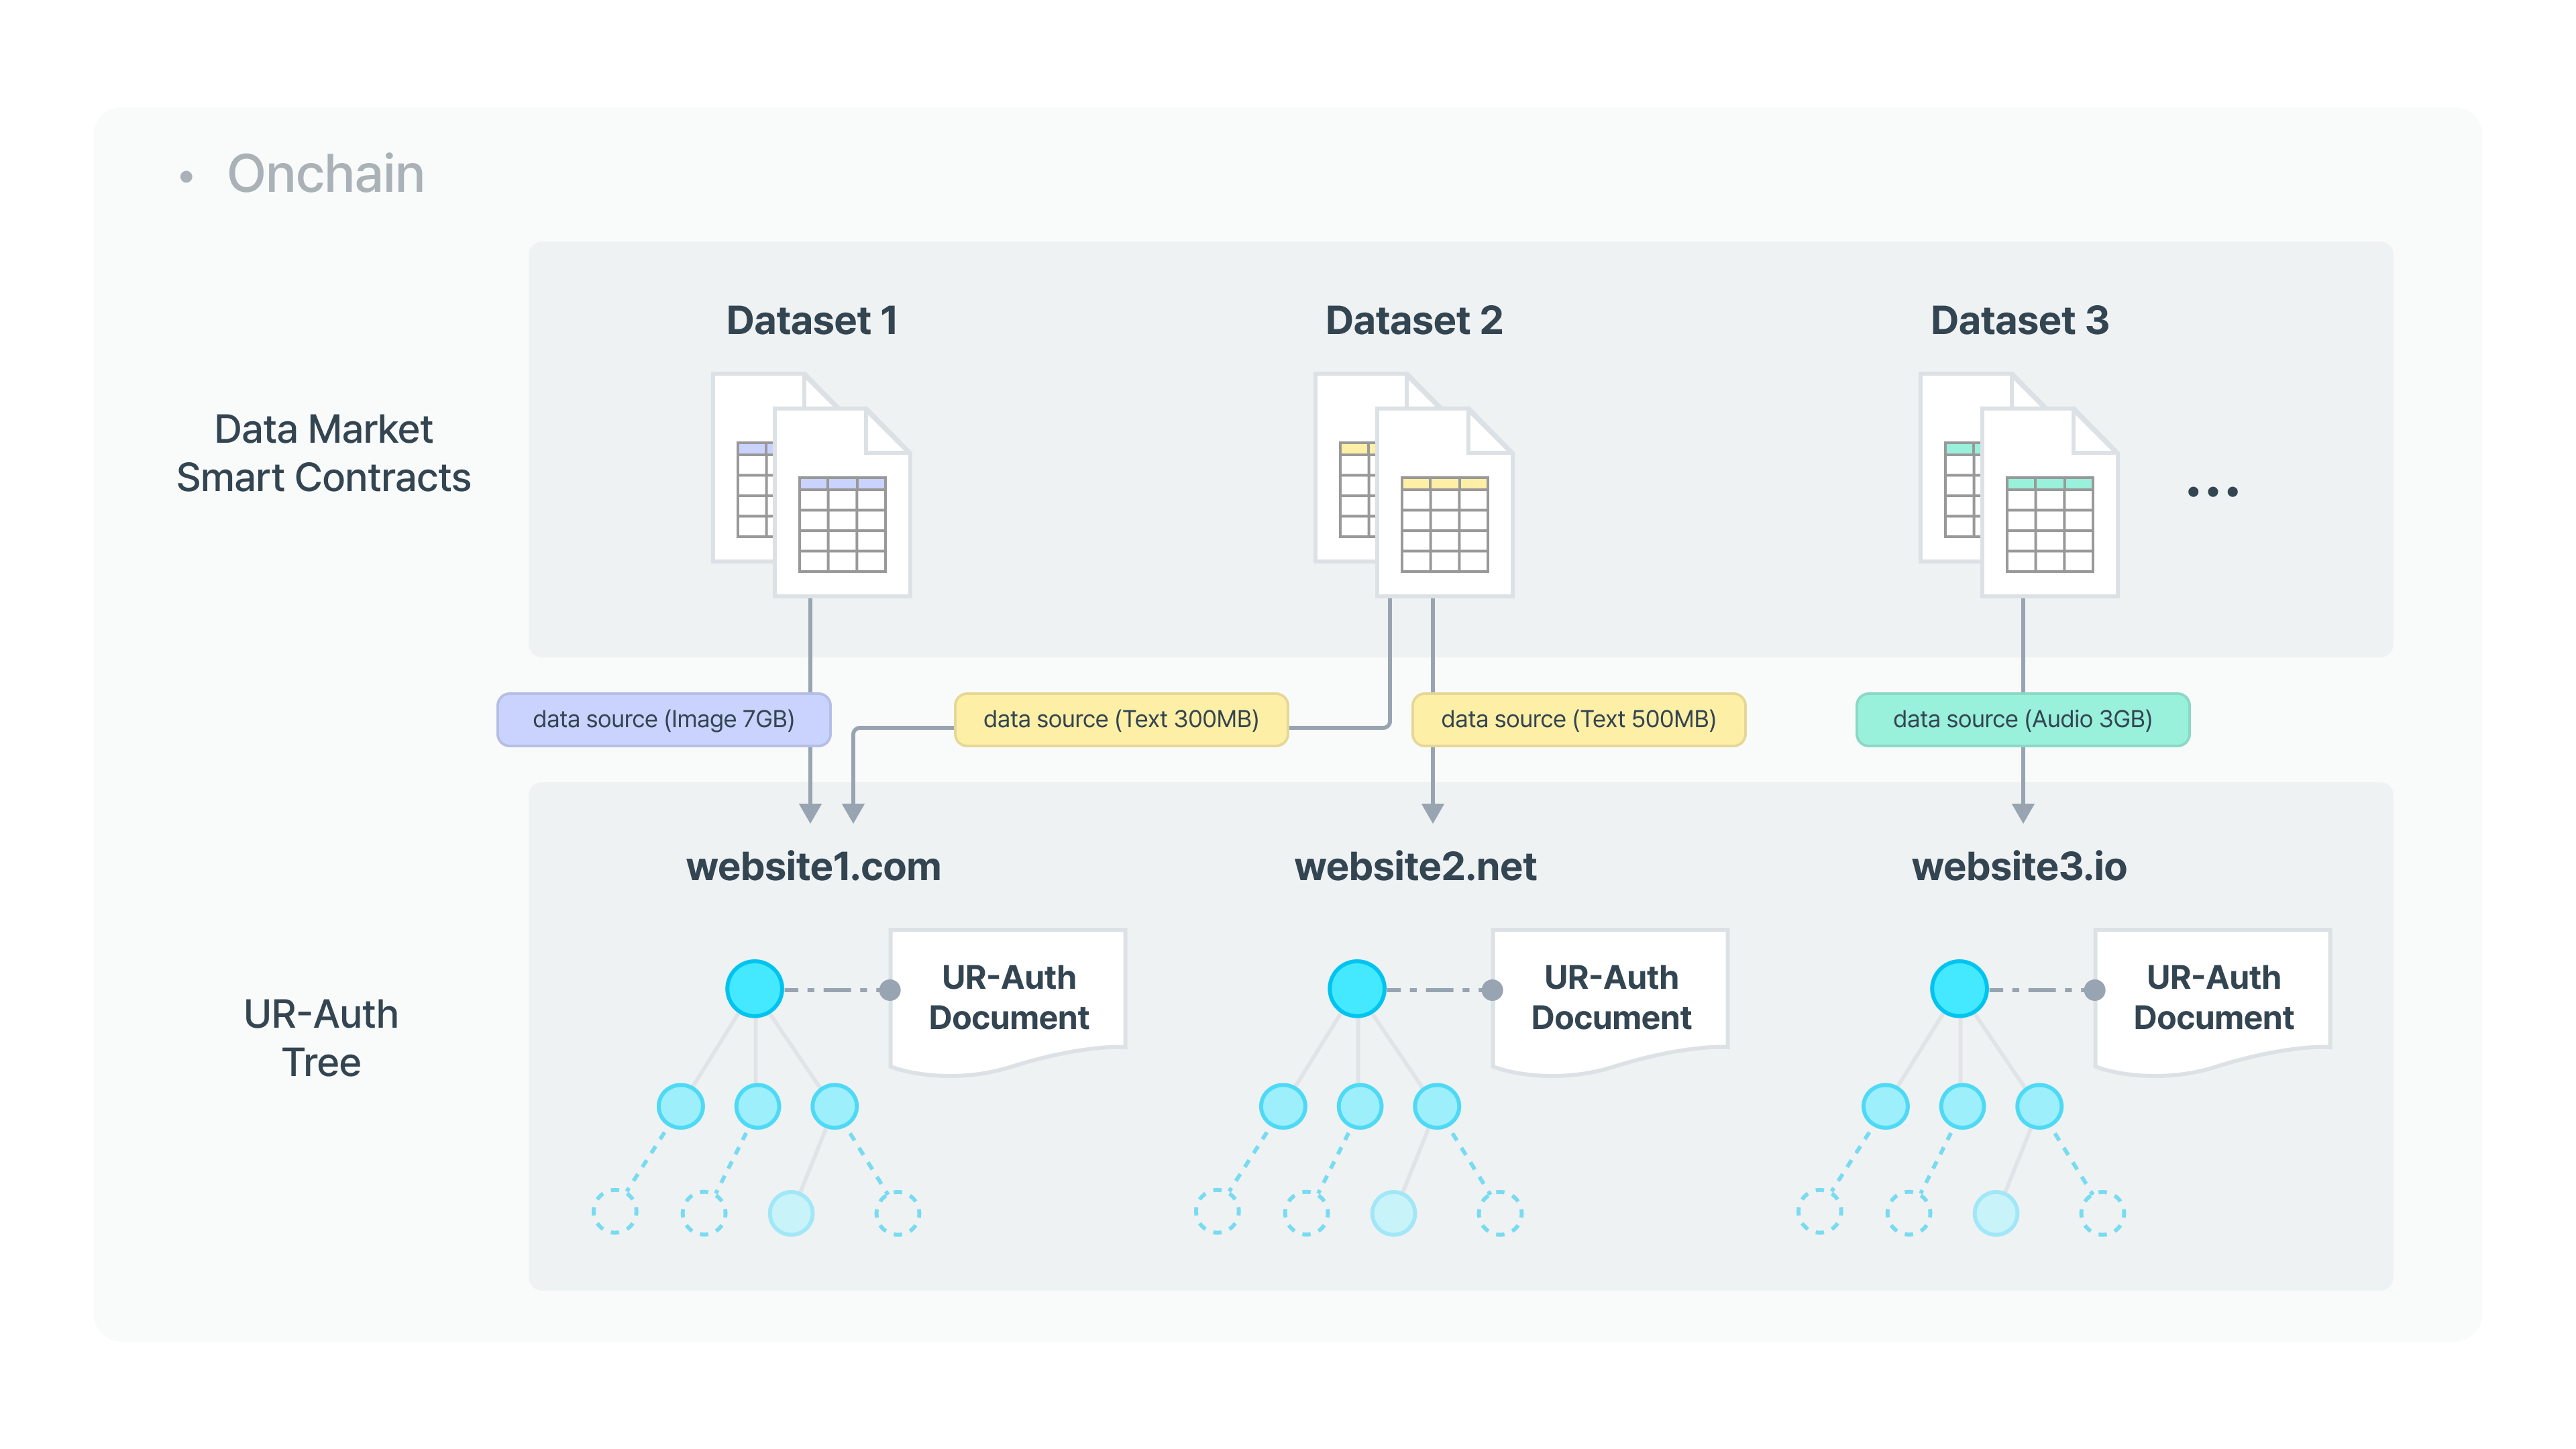 • Onchain
Dataset 1
Dataset 2
Dataset 3
Data Market
Smart Contracts
...
data source (Image 7GB)
data source (Text 300MB)
data source (Text 500MB)
data source (Audio 3GB)
website1.com
website2.net
website3.io
UR-Auth
Document
UR-Auth
Document
UR-Auth
Document
UR-Auth
Tree